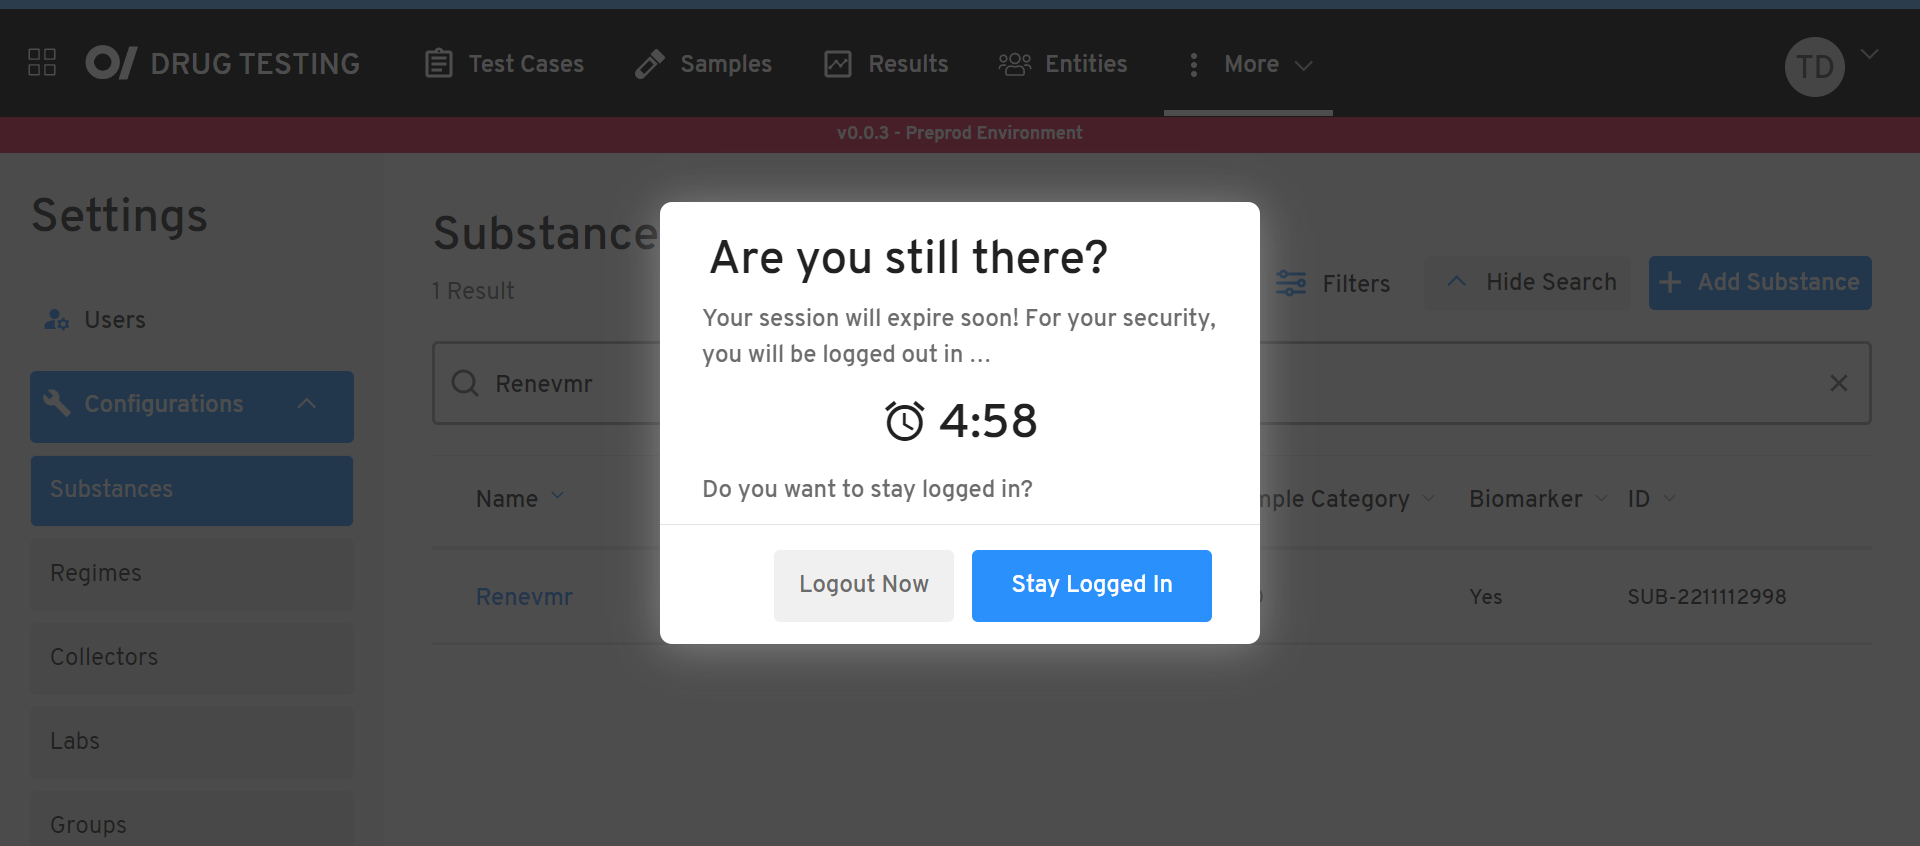 DRUG TESTING
Test Cases
Samples
Results
Entities
More
TD
v0.0.3 - Preprod Environment
Settings
Users
Configurations
Substances
Regimes
Collectors
Labs
Groups
Substance
1 Result
Filters
Hide Search
Add Substance
Renevmr
Name
Category
Biomarker
ID
Renevmr
Yes
SUB-2211112998
Are you still there?
Your session will expire soon! For your security,
you will be logged out in ...
4:58
Do you want to stay logged in?
Logout Now
Stay Logged In